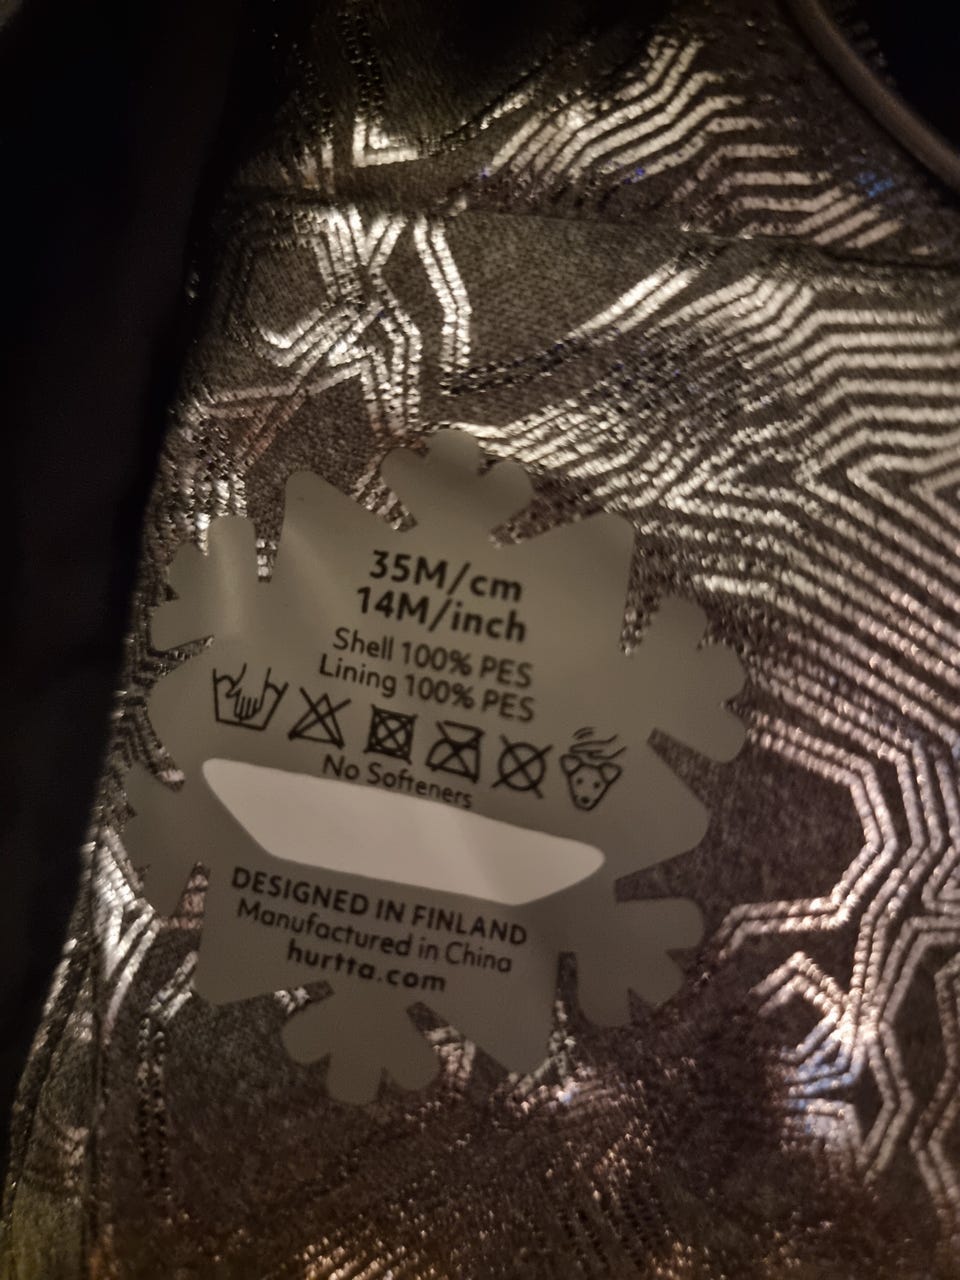 35M/cm
14M/inch
Shell 100% PES
Lining 100% PES
No Softeners
DESIGNED IN FINLAND
Manufactured in China
hurtta.com